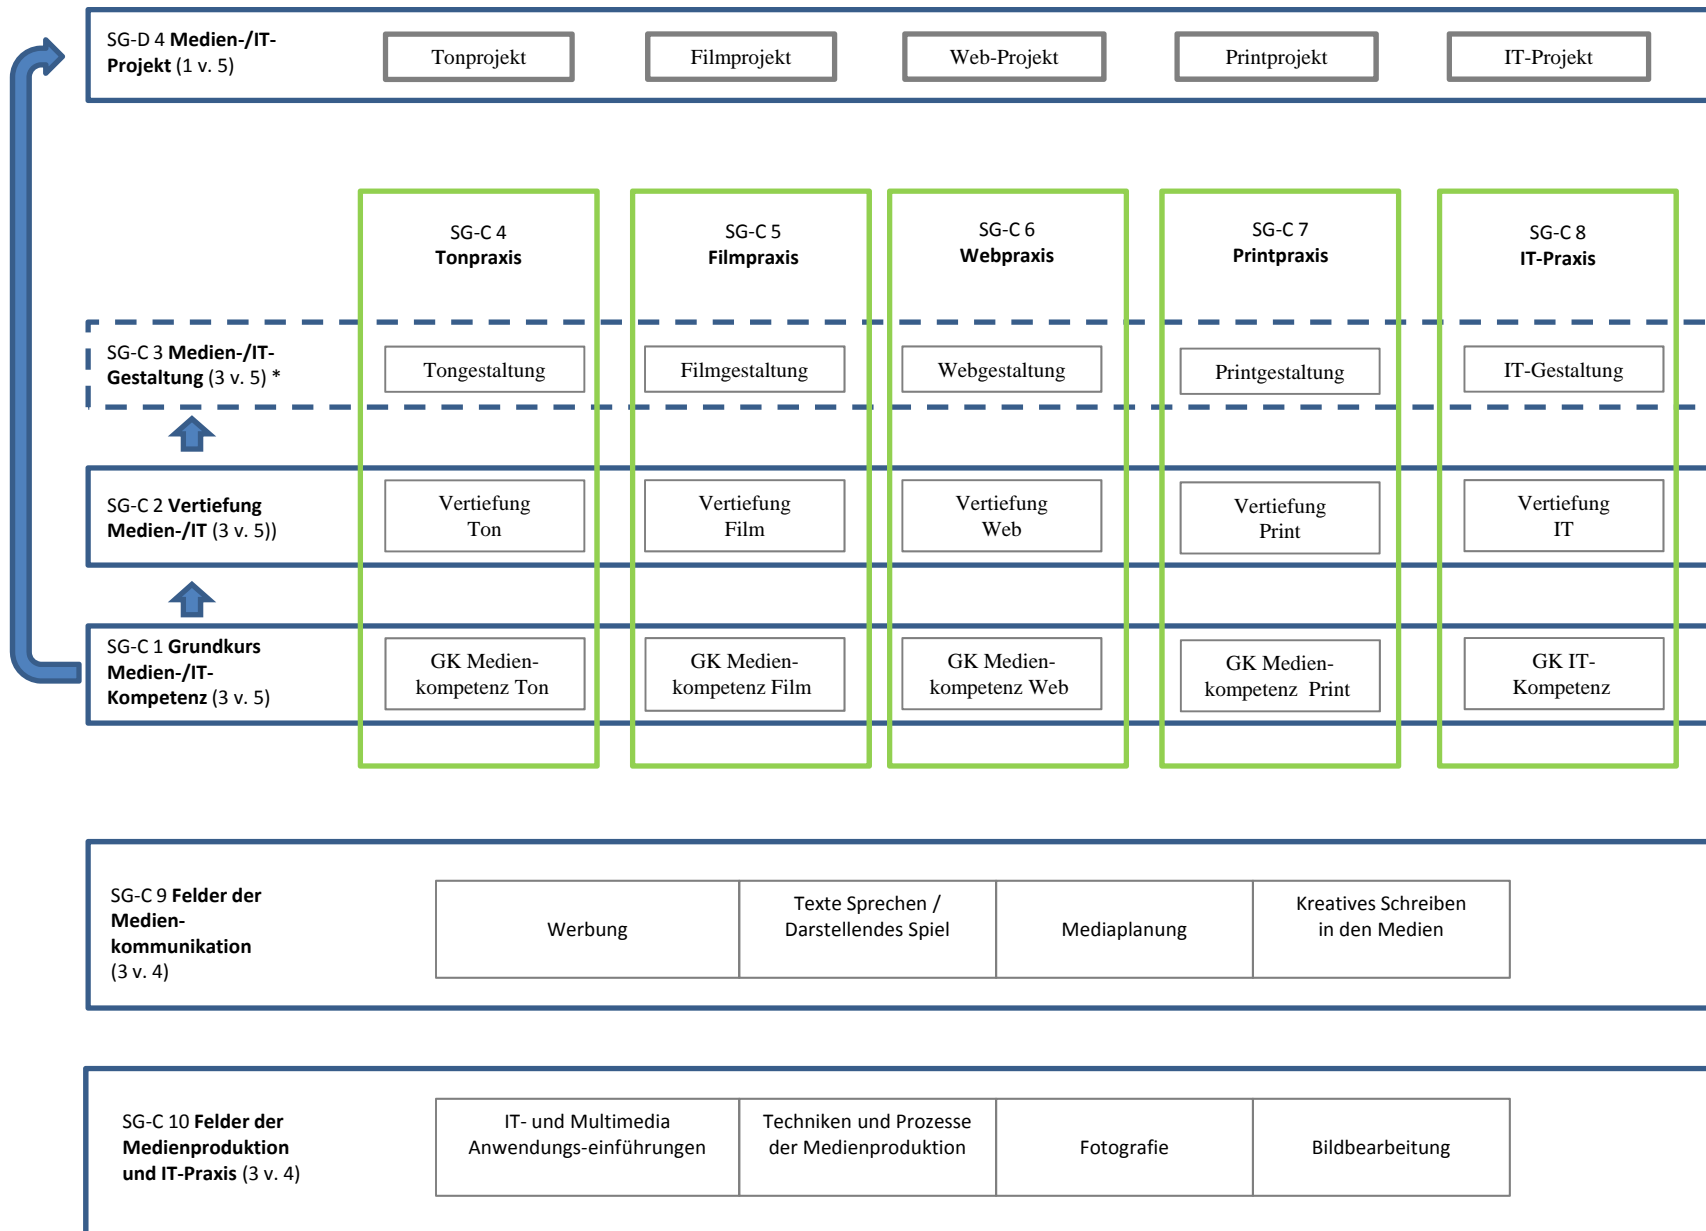 SG-D 4 Medien-/IT-
Projekt (1 v. 5)
Tonprojekt
Filmprojekt
Web-Projekt
Printprojekt
IT-Projekt
SG-C 4
Tonpraxis
SG-C 5
Filmpraxis
SG-C 6
Webpraxis
SG-C 7
Printpraxis
SG-C 8
IT-Praxis
SG-C 3 Medien-/IT-
Gestaltung (3 v. 5) *
Tongestaltung
Filmgestaltung
Webgestaltung
Printgestaltung
IT-Gestaltung
SG-C 2 Vertiefung
Medien-/IT (3 v. 5))
Vertiefung
Ton
Vertiefung
Film
Vertiefung
Web
Vertiefung
Print
Vertiefung
IT
SG-C 1 Grundkurs
Medien-/IT-
Kompetenz (3 v. 5)
GK Medien-
kompetenz Ton
GK Medien-
kompetenz Film
GK Medien-
kompetenz Web
GK Medien-
kompetenz Print
GK IT-
Kompetenz
SG-C 9 Felder der
Medien-
kommunikation
(3 v. 4)
Werbung
Texte Sprechen /
Darstellendes Spiel
Mediaplanung
Kreatives Schreiben
in den Medien
SG-C 10 Felder der
Medienproduktion
und IT-Praxis (3 v. 4)
IT- und Multimedia
Anwendungs-einführungen
Techniken und Prozesse
der Medienproduktion
Fotografie
Bildbearbeitung